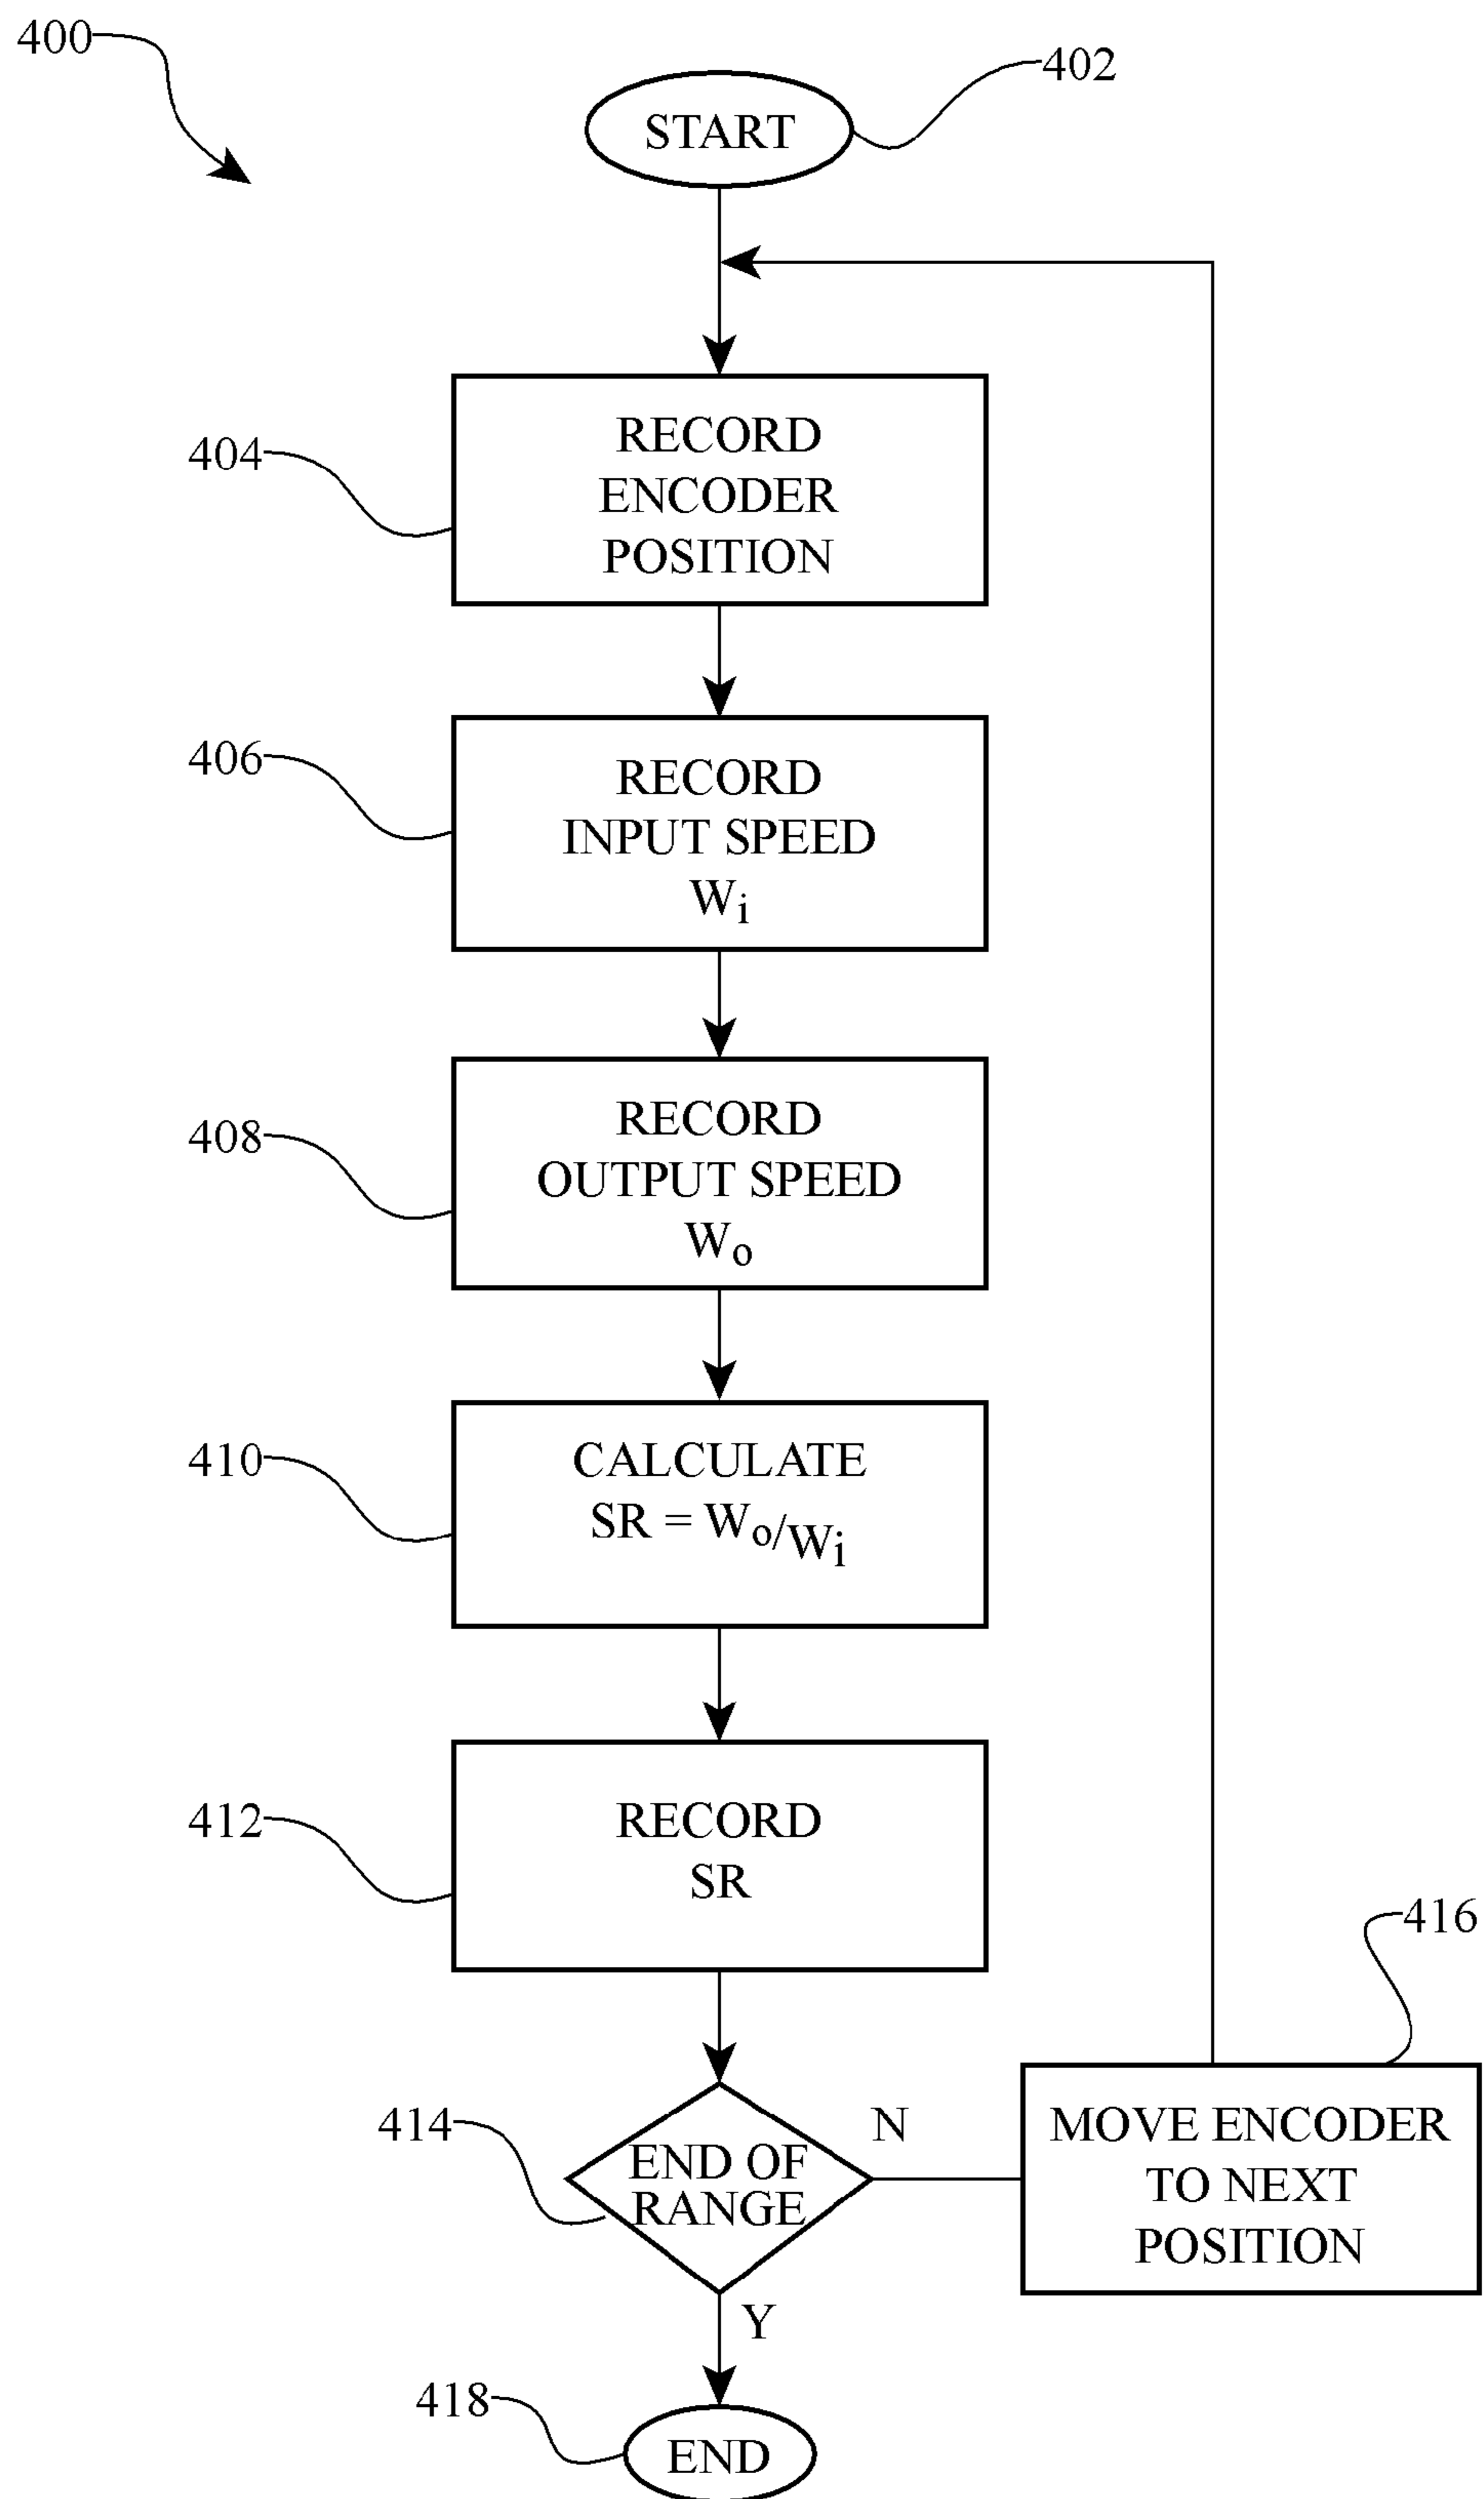 400
402
START
404
RECORD
ENCODER
POSITION
406
RECORD
INPUT SPEED
Wi
408
RECORD
OUTPUT SPEED
Wo
410
CALCULATE
SR = Wo/Wi
412
RECORD
SR
416
414
END OF
RANGE
N
MOVE ENCODER
TO NEXT
POSITION
Y
418
END